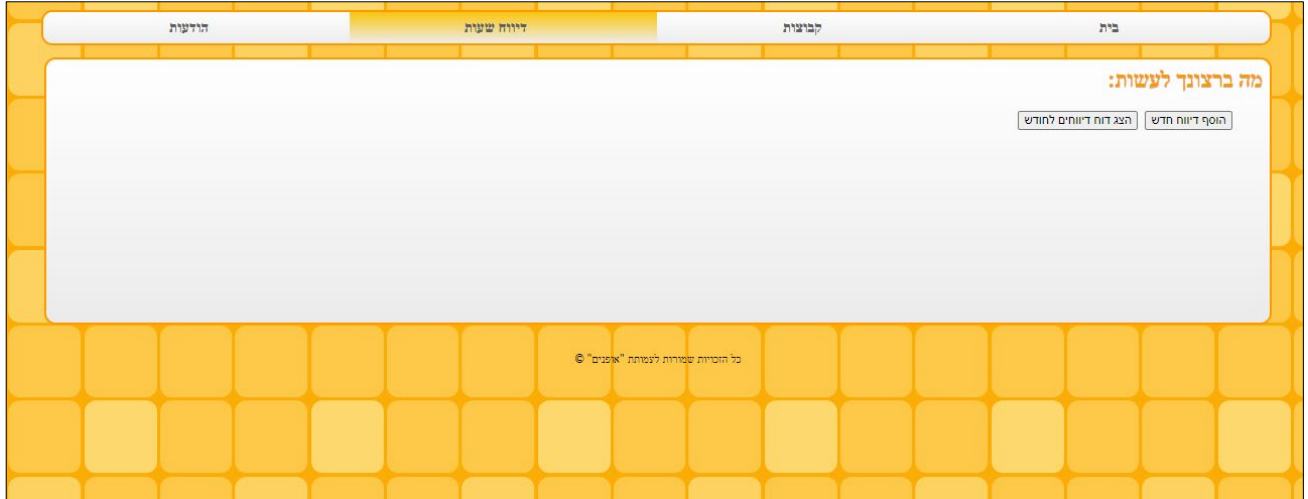 בית קבוצות דיווח שעות הודעות
מה ברצונך לעשות:
הוסף דיווח חדש הצג דוח דיווחים לחודש
כל הזכויות שמורות לעמותת "אופנים" ©